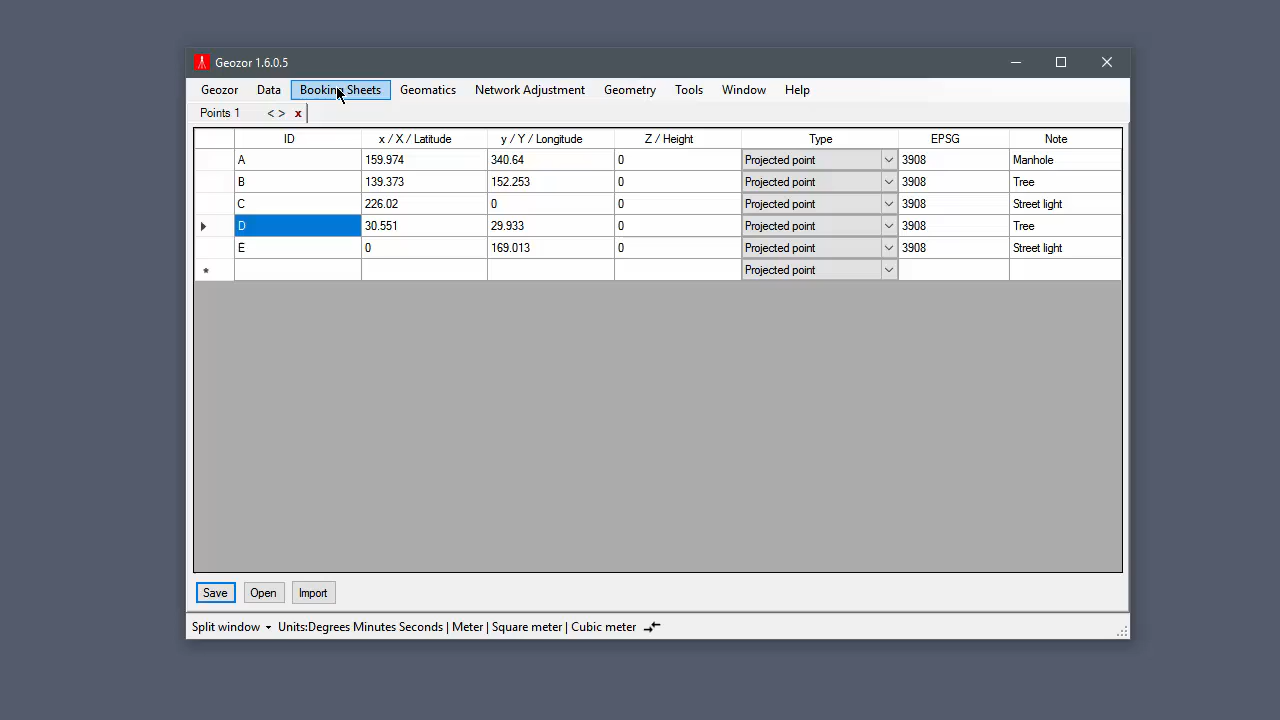 Geozor 1.6.0.5
Geozor Data Booking Sheets Geomatics Network Adjustment Geometry Tools Window Help
Points 1 < > x
ID x / X / Latitude y / Y / Longitude Z / Height Type EPSG Note
A 159.974 340.64 0 Projected point 3908 Manhole
B 139.373 152.253 0 Projected point 3908 Tree
C 226.02 0 0 Projected point 3908 Street light
D 30.551 29.933 0 Projected point 3908 Tree
E 0 169.013 0 Projected point 3908 Street light
* Projected point
Save Open Import
Split window Units:Degrees Minutes Seconds | Meter | Square meter | Cubic meter